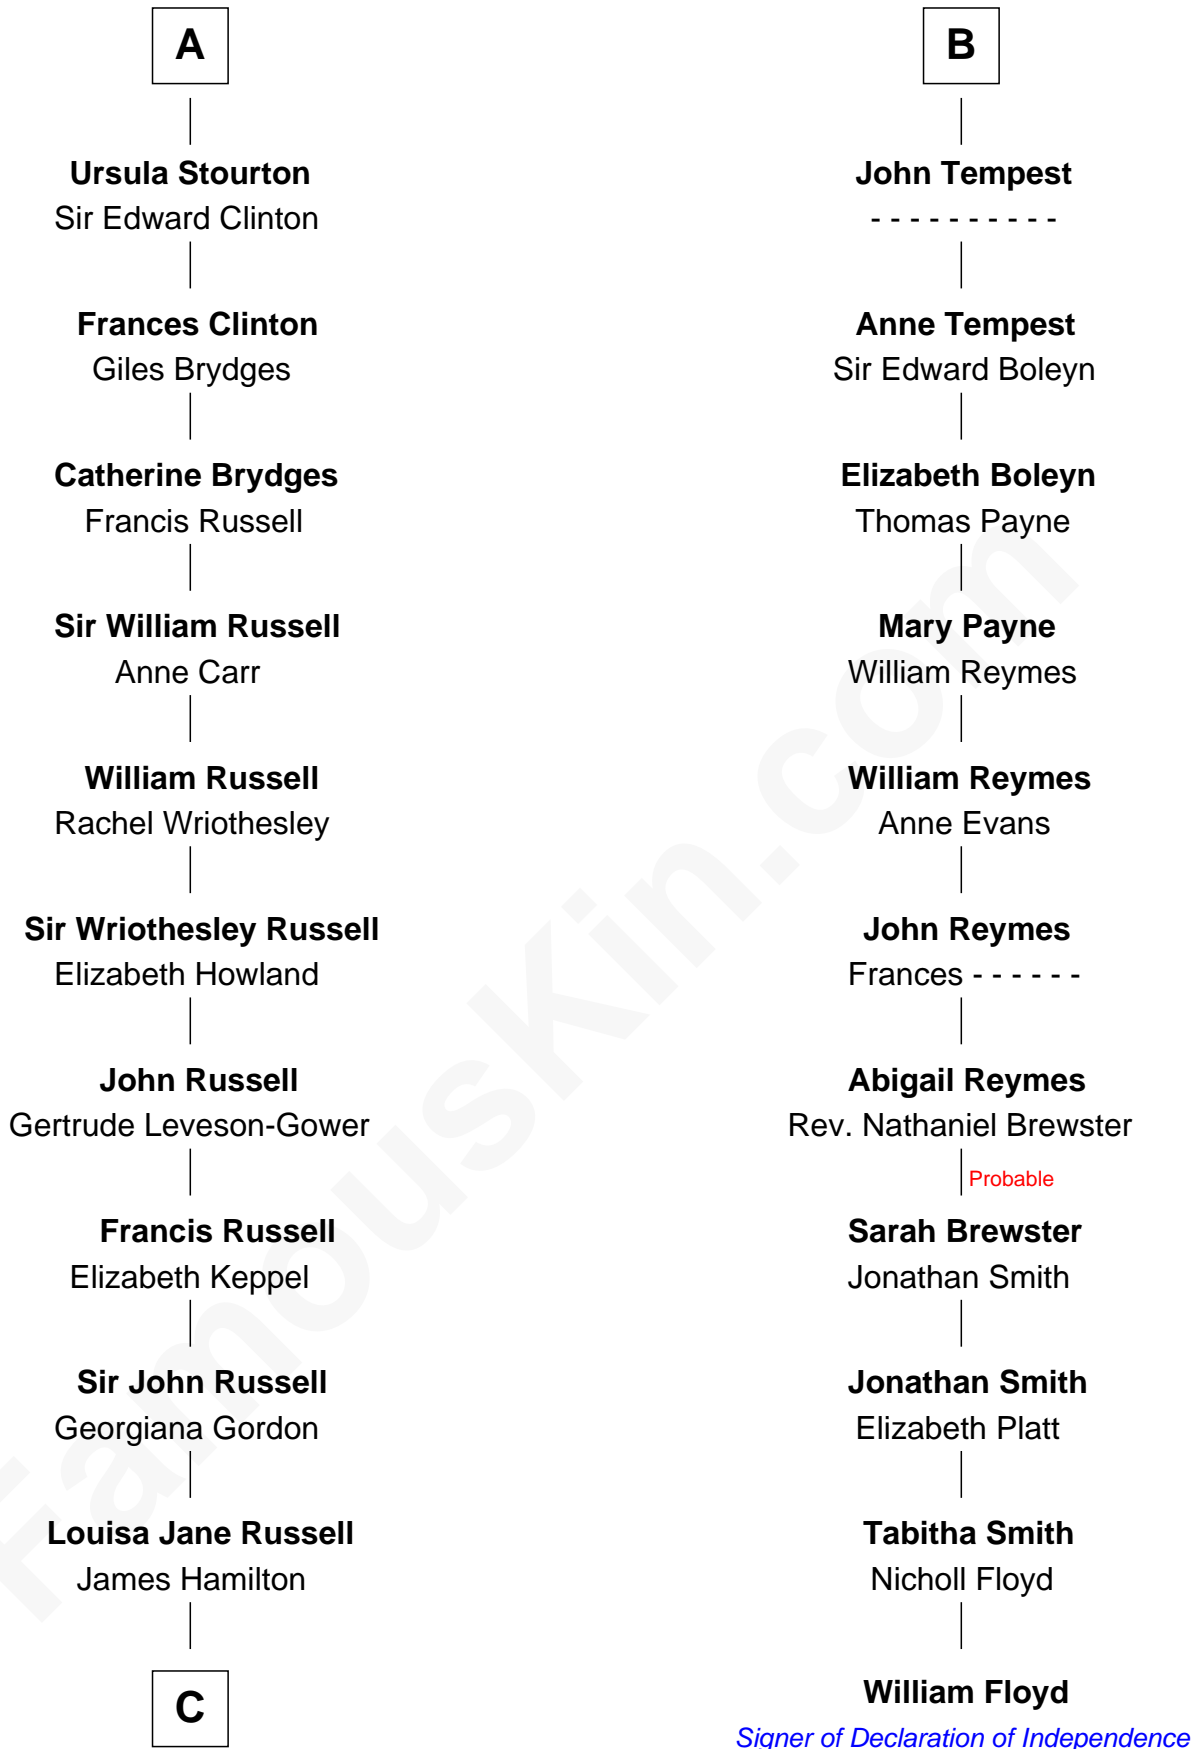 A
Ursula Stourton
Sir Edward Clinton
Frances Clinton
Giles Brydges
Catherine Brydges
Francis Russell
Sir William Russell
Anne Carr
William Russell
Rachel Wriothesley
Sir Wriothesley Russell
Elizabeth Howland
John Russell
Gertrude Leveson-Gower
Francis Russell
Elizabeth Keppel
Sir John Russell
Georgiana Gordon
Louisa Jane Russell
James Hamilton
C
B
John Tempest
- - - - - - - - - -
Anne Tempest
Sir Edward Boleyn
Elizabeth Boleyn
Thomas Payne
Mary Payne
William Reymes
William Reymes
Anne Evans
John Reymes
Frances - - - - - -
Abigail Reymes
Rev. Nathaniel Brewster
Probable
Sarah Brewster
Jonathan Smith
Jonathan Smith
Elizabeth Platt
Tabitha Smith
Nicholl Floyd
William Floyd
Signer of Declaration of Independence
FamousKin.com